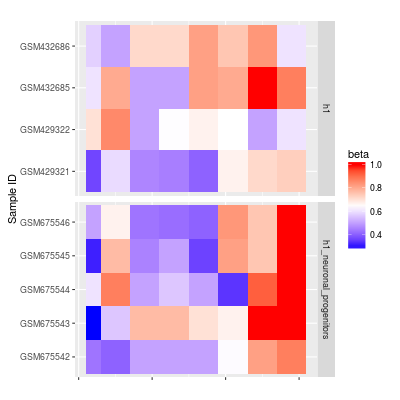 Sample ID
GSM432686
GSM432685
GSM429322
GSM429321
h1
GSM675546
GSM675545
GSM675544
GSM675543
GSM675542
h1_neuronal_progenitors
beta
1.0
0.8
0.6
0.4